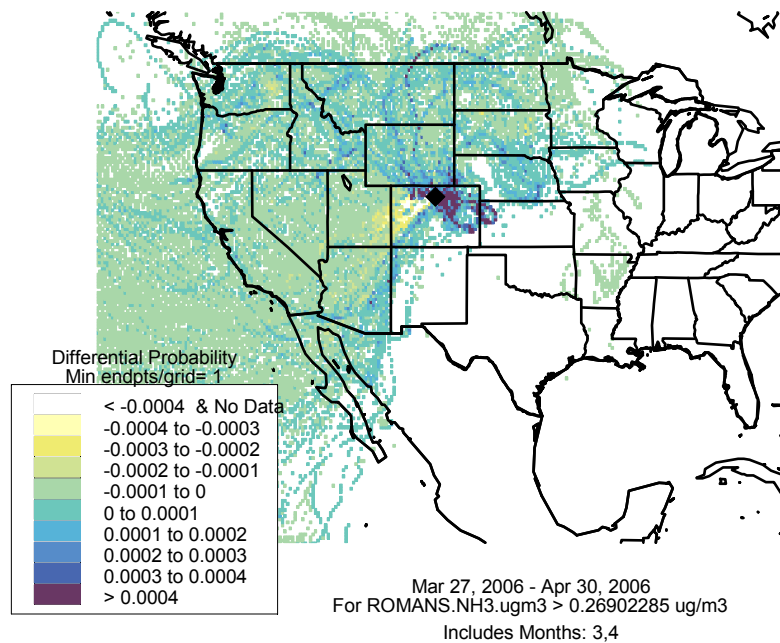 Differential Probability
Min endpts/grid= 1
< -0.0004 & No Data
-0.0004 to -0.0003
-0.0003 to -0.0002
-0.0002 to -0.0001
-0.0001 to 0
0 to 0.0001
0.0001 to 0.0002
0.0002 to 0.0003
0.0003 to 0.0004
> 0.0004
Mar 27, 2006 - Apr 30, 2006
For ROMANS.NH3.ugm3 > 0.26902285 ug/m3
Includes Months: 3,4